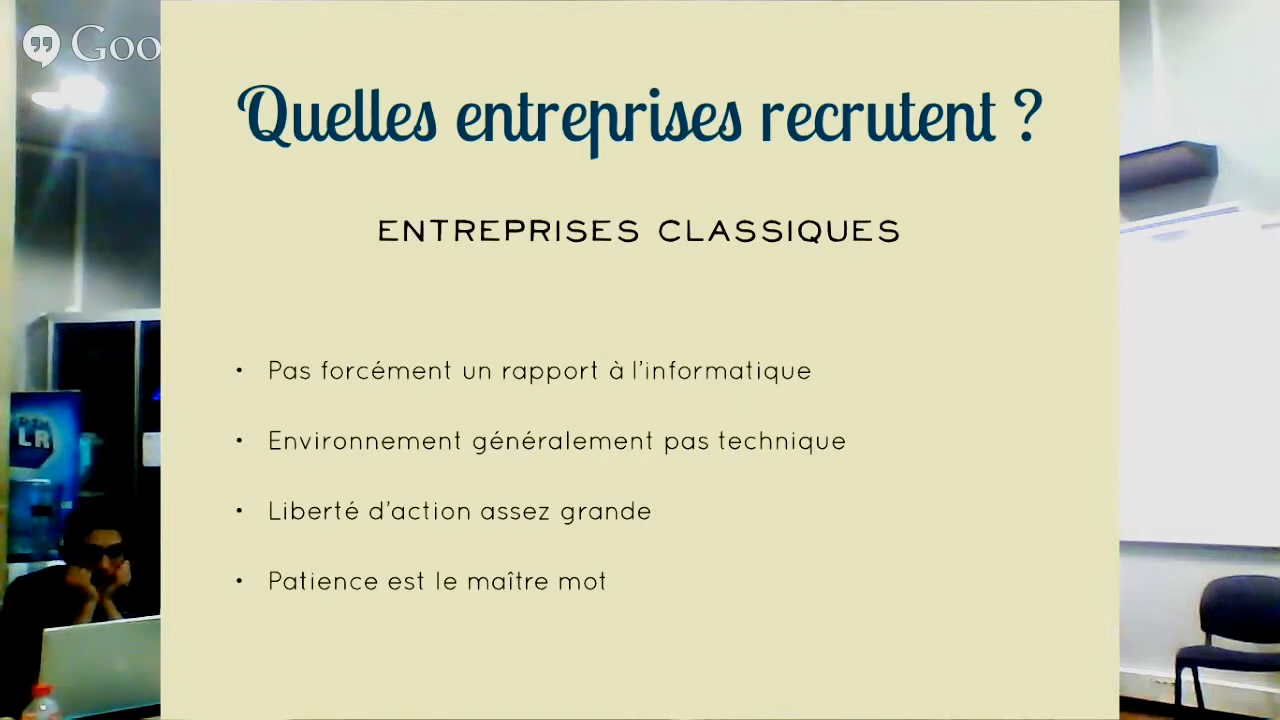 Goo
Quelles entreprises recrutent ?
ENTREPRISES CLASSIQUES
• Pas forcément un rapport à l'informatique
• Environnement généralement pas technique
• Liberté d'action assez grande
• Patience est le maître mot
LR